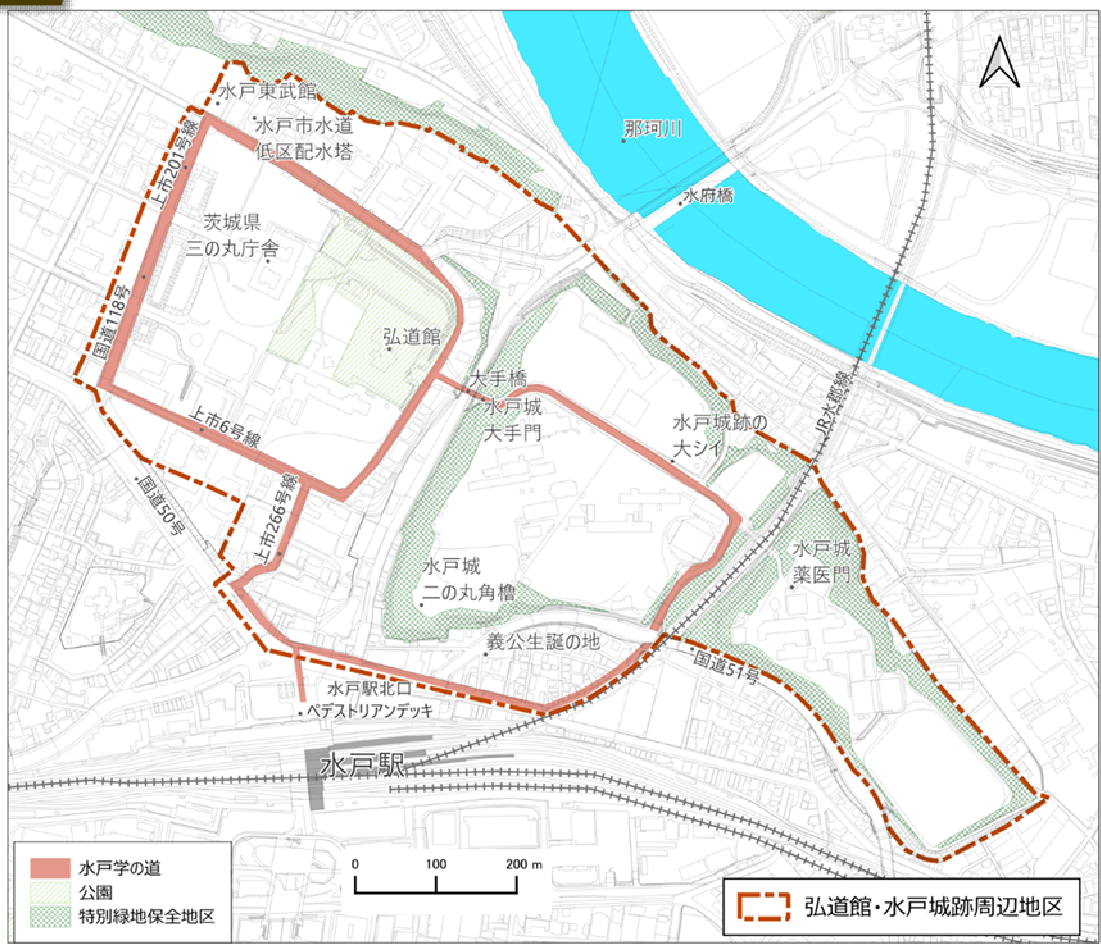 水戸東武館
水戸市水道
低区配水塔
上市201号線
那珂川
水府橋
茨城県
三の丸庁舎
国道118号
弘道館
大手橋
水戸城
大手門
JR水郡線
上市6号線
水戸城跡の
大シイ
国道50号
上市266号線
水戸城
薬医門
水戸城
二の丸角櫓
義公生誕の地
国道51号
水戸駅北口
ペデストリアンデッキ
水戸駅
水戸学の道
公園
特別緑地保全地区
0 100 200 m
弘道館・水戸城跡周辺地区